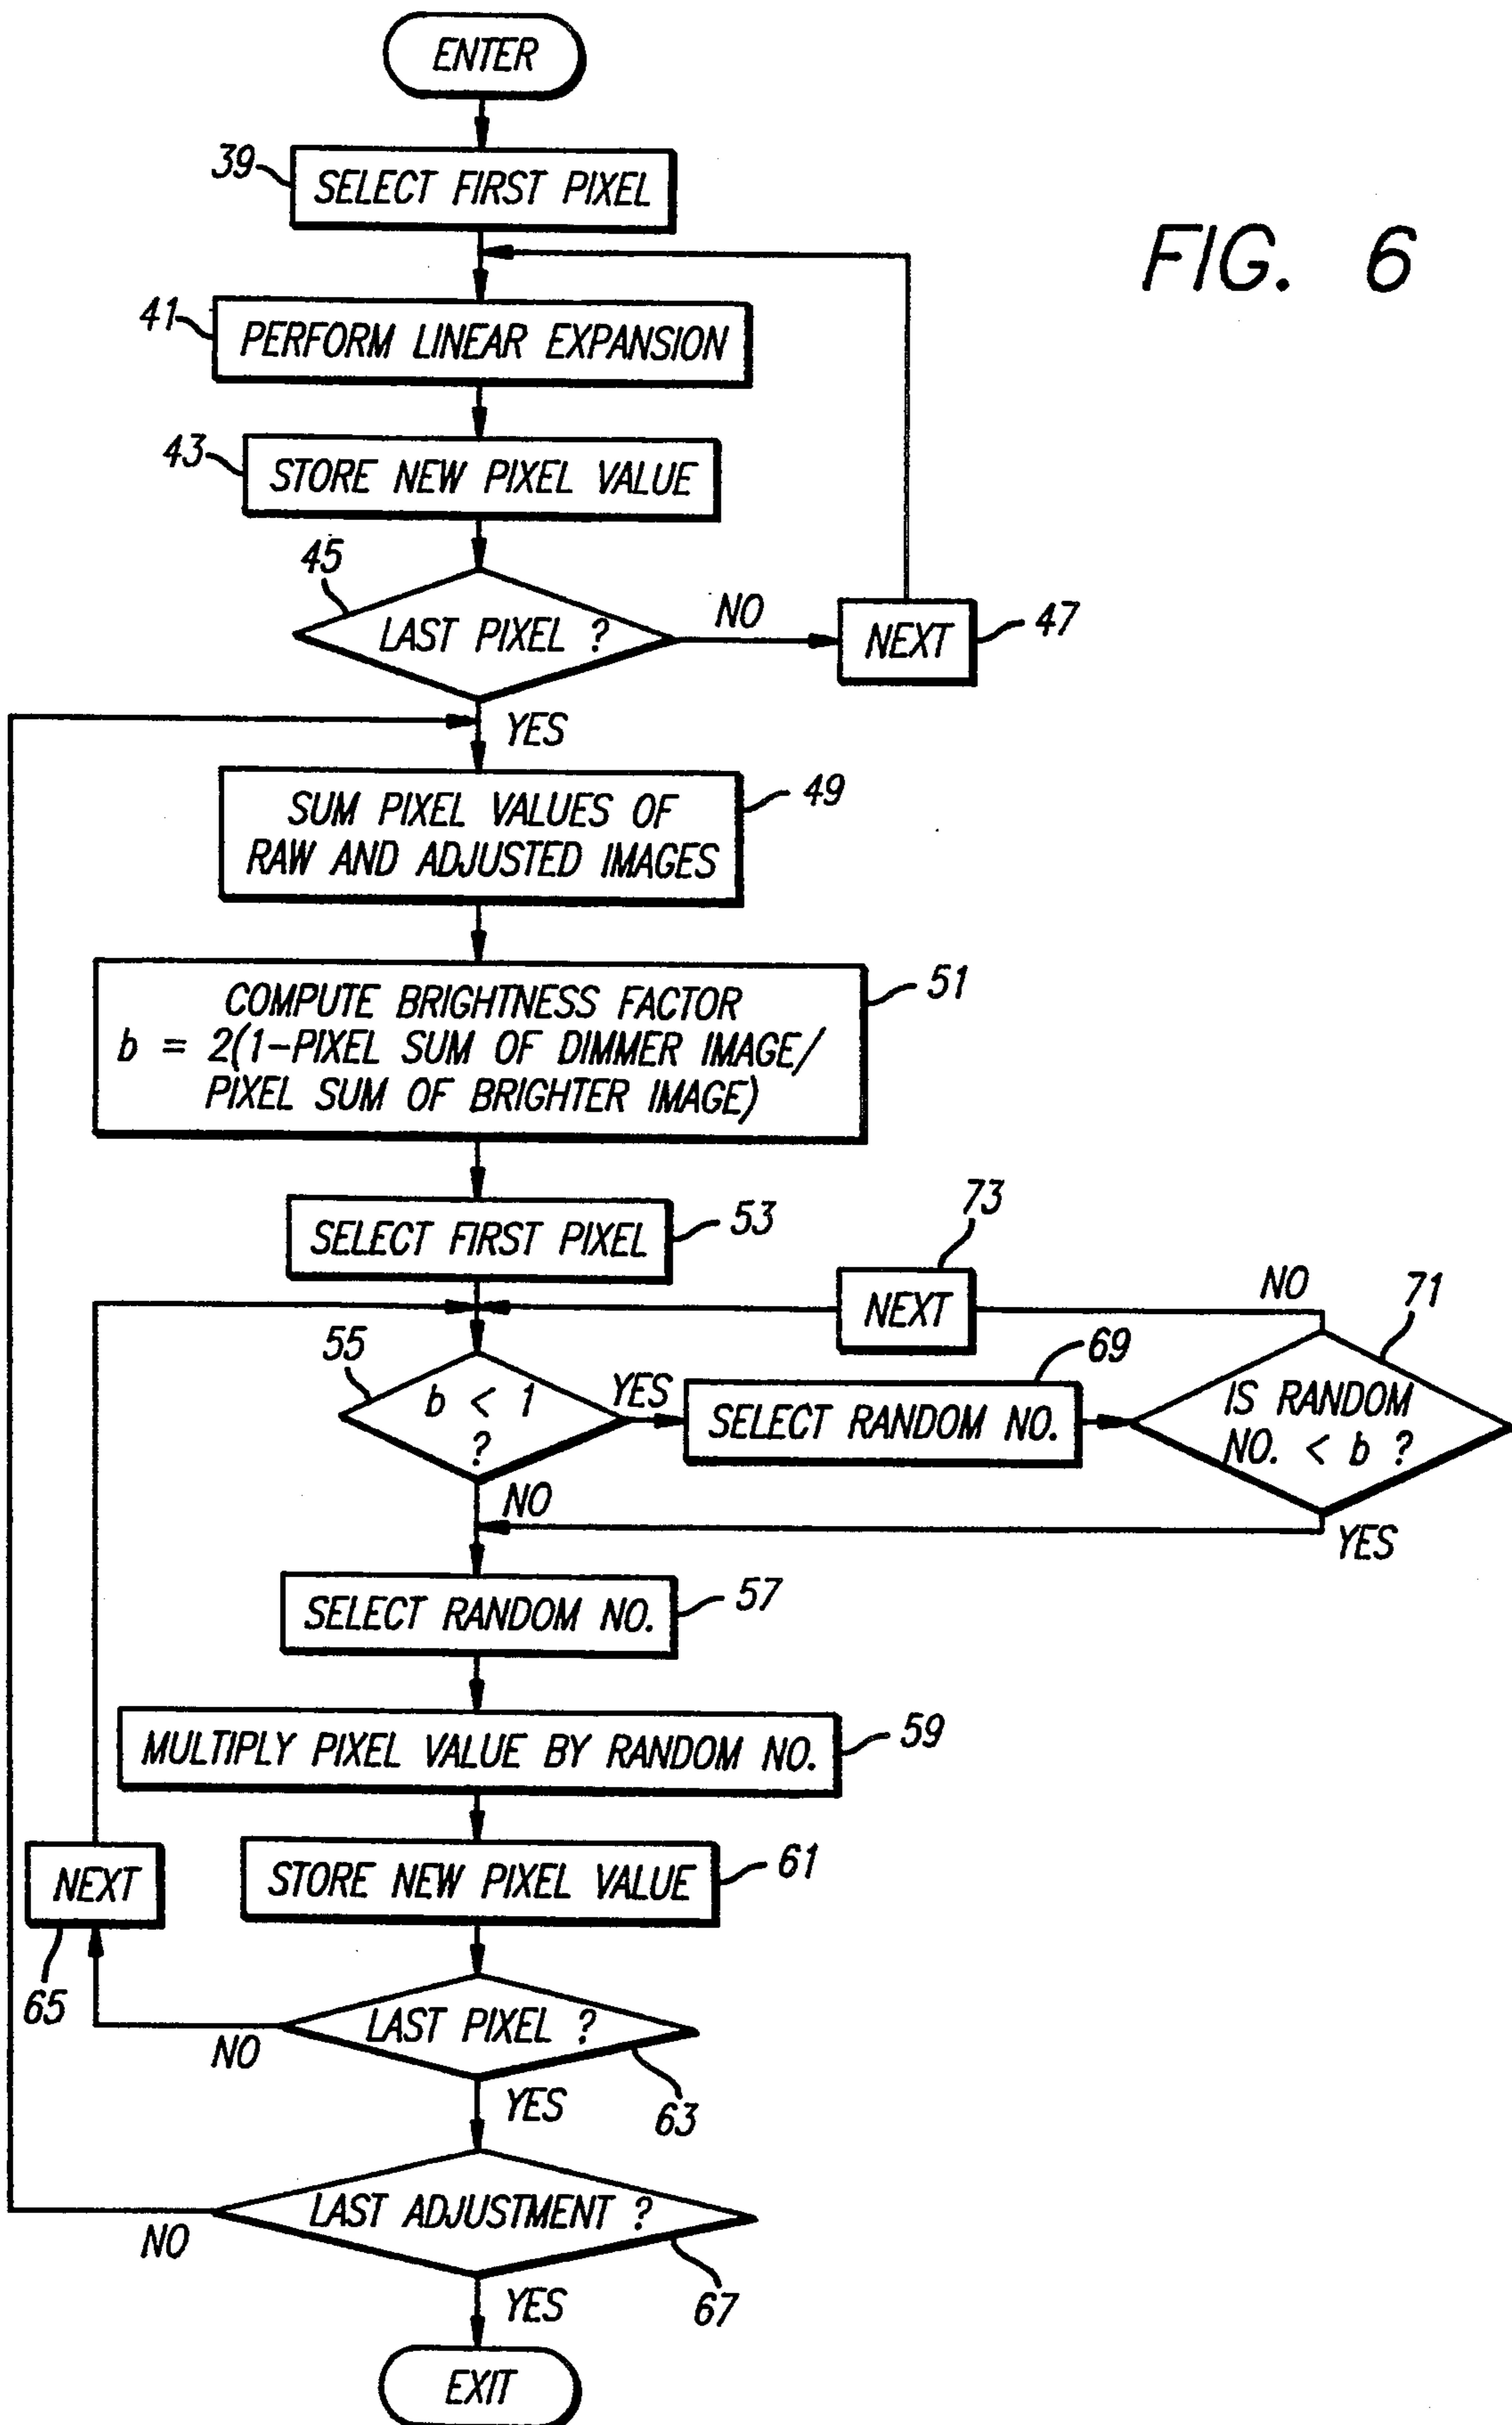 ENTER
39
SELECT FIRST PIXEL
FIG. 6
41
PERFORM LINEAR EXPANSION
43
STORE NEW PIXEL VALUE
45
LAST PIXEL ?
NO
NEXT
47
YES
SUM PIXEL VALUES OF
RAW AND ADJUSTED IMAGES
49
COMPUTE BRIGHTNESS FACTOR
b = 2(1-PIXEL SUM OF DIMMER IMAGE/
PIXEL SUM OF BRIGHTER IMAGE)
51
SELECT FIRST PIXEL
53
73
NEXT
NO
71
55
b < 1
?
YES
69
SELECT RANDOM NO.
IS RANDOM
NO. < b ?
NO
YES
SELECT RANDOM NO.
57
MULTIPLY PIXEL VALUE BY RANDOM NO.
59
NEXT
65
STORE NEW PIXEL VALUE
61
LAST PIXEL ?
NO
63
YES
LAST ADJUSTMENT ?
NO
67
YES
EXIT